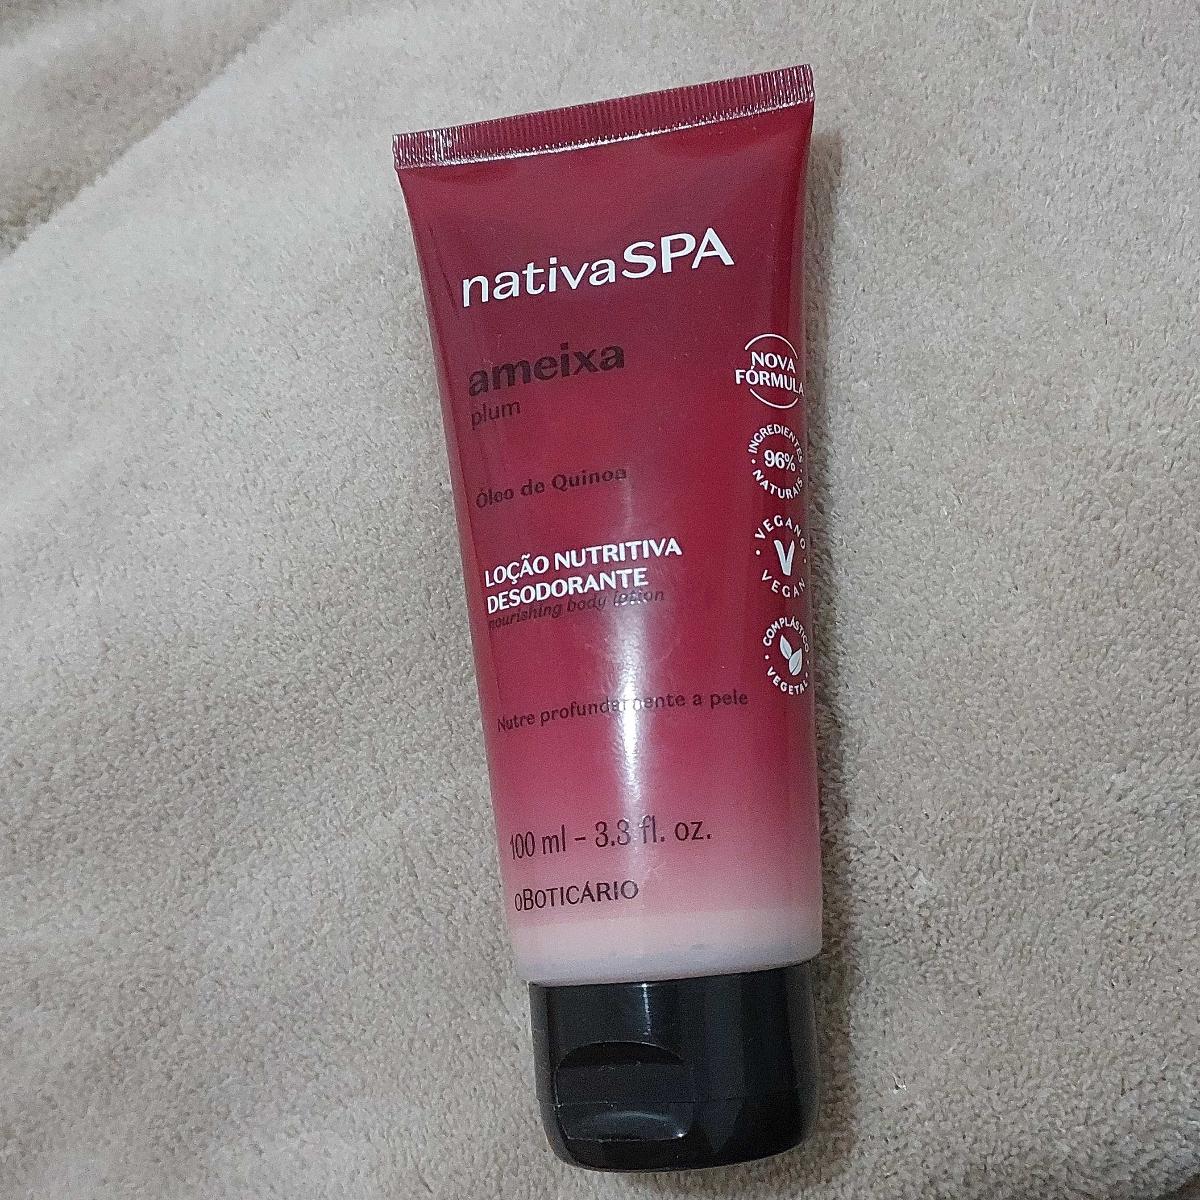 nativaSPA
ameixa
plum
Óleo de Quinoa
LOÇÃO NUTRITIVA
DESODORANTE
nourishing body lotion
Nutre profundamente a pele
100 ml - 3.3 fl. oz.
oBOTICÁRIO
NOVA
FÓRMULA
INGREDIENTES
96%
NATURAIS
VEGANO
V
VEGAN
COMPLÁSTICO
VEGETAL